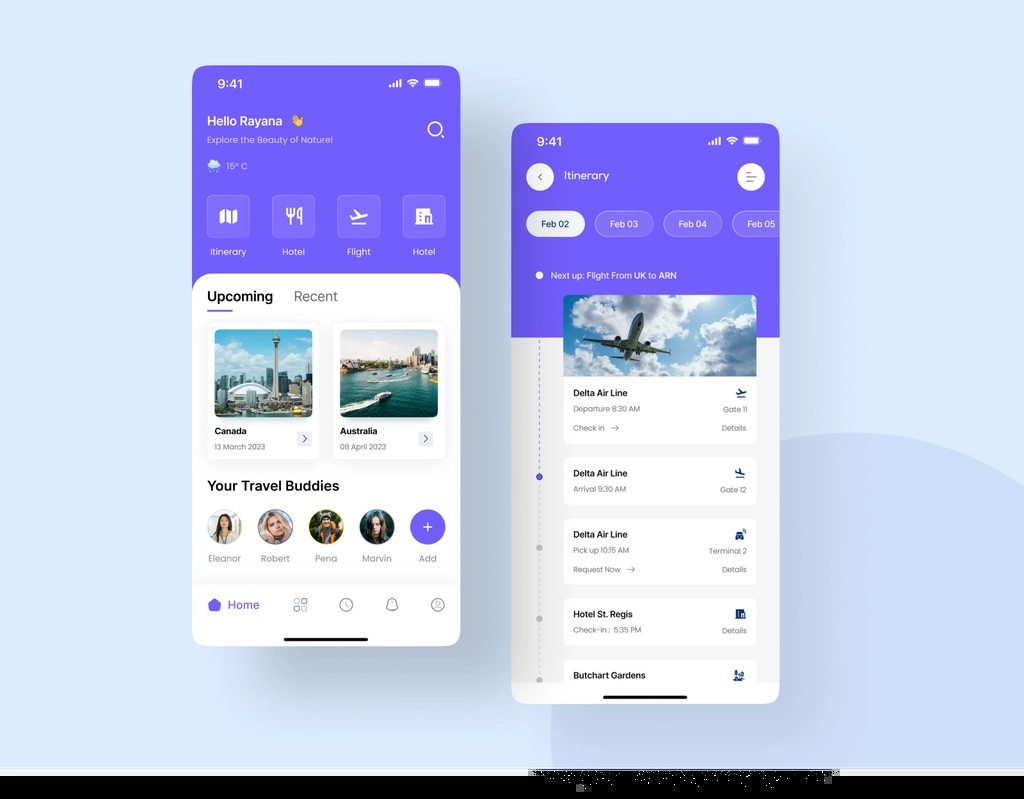 9:41
Hello Rayana 👋
Explore the Beauty of Nature!
15° C
Itinerary
Hotel
Flight
Hotel
Upcoming
Recent
Canada
13 March 2023
Australia
08 April 2023
Your Travel Buddies
Eleanor
Robert
Pena
Marvin
Add
Home
9:41
Itinerary
Feb 02
Feb 03
Feb 04
Feb 05
Next up: Flight From UK to ARN
Delta Air Line
Departure 8:30 AM
Gate 11
Check in →
Details
Delta Air Line
Arrival 9:30 AM
Gate 12
Delta Air Line
Pick up 10:15 AM
Terminal 2
Request Now →
Details
Hotel St. Regis
Check-in : 5:35 PM
Details
Butchart Gardens